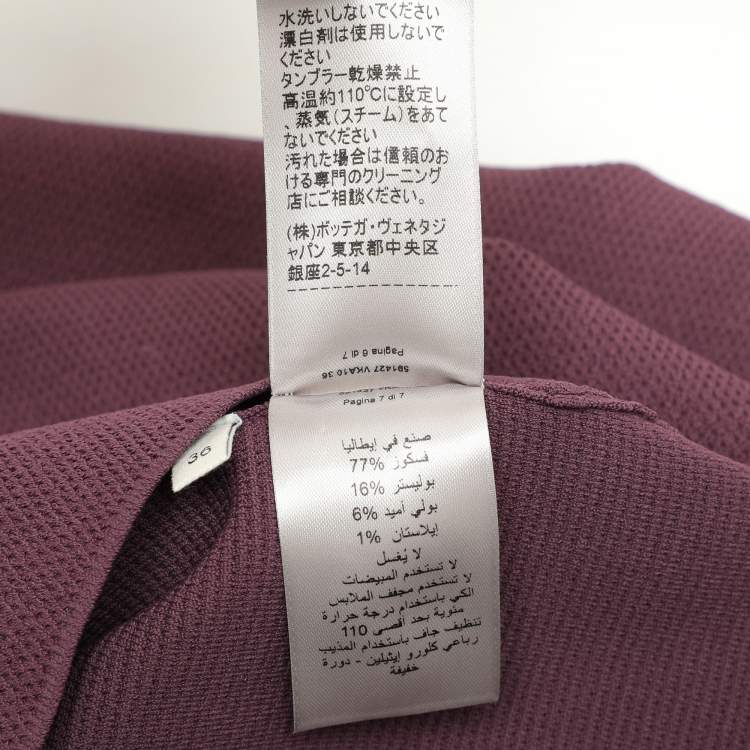 水洗いしないでください
漂白剤は使用しないで
ください
タンブラー乾燥禁止
高温約110℃に設定し
、蒸気(スチーム)をあて
ないでください
汚れた場合は信頼のお
ける専門のクリーニング
店にご相談ください。
(株)ボッテガ・ヴェネタジ
ャパン 東京都中央区
銀座2-5-14
Pagina 6 di 7
591427 VKA10 36
Pagina 7 di 7
36
صنع في إيطاليا
فسكوز 77%
بوليستر 16%
بولي أميد 6%
إيلاستان 1%
لا يُغسل
لا تستخدم المبيضات
لا تستخدم مجفف الملابس
الكي باستخدام درجة حرارة
مئوية بحد أقصى 110
تنظيف جاف باستخدام المذيب
رباعي كلورو إيثيلين - دورة
خفيفة